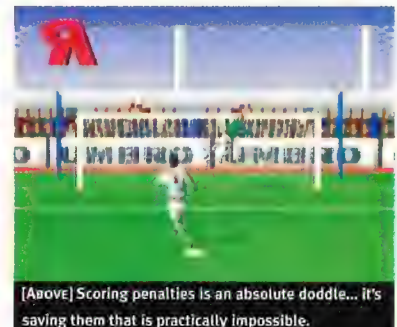 Я
[ABOVE] Scoring penalties is an absolute doddle... it's
saving them that is practically impossible.